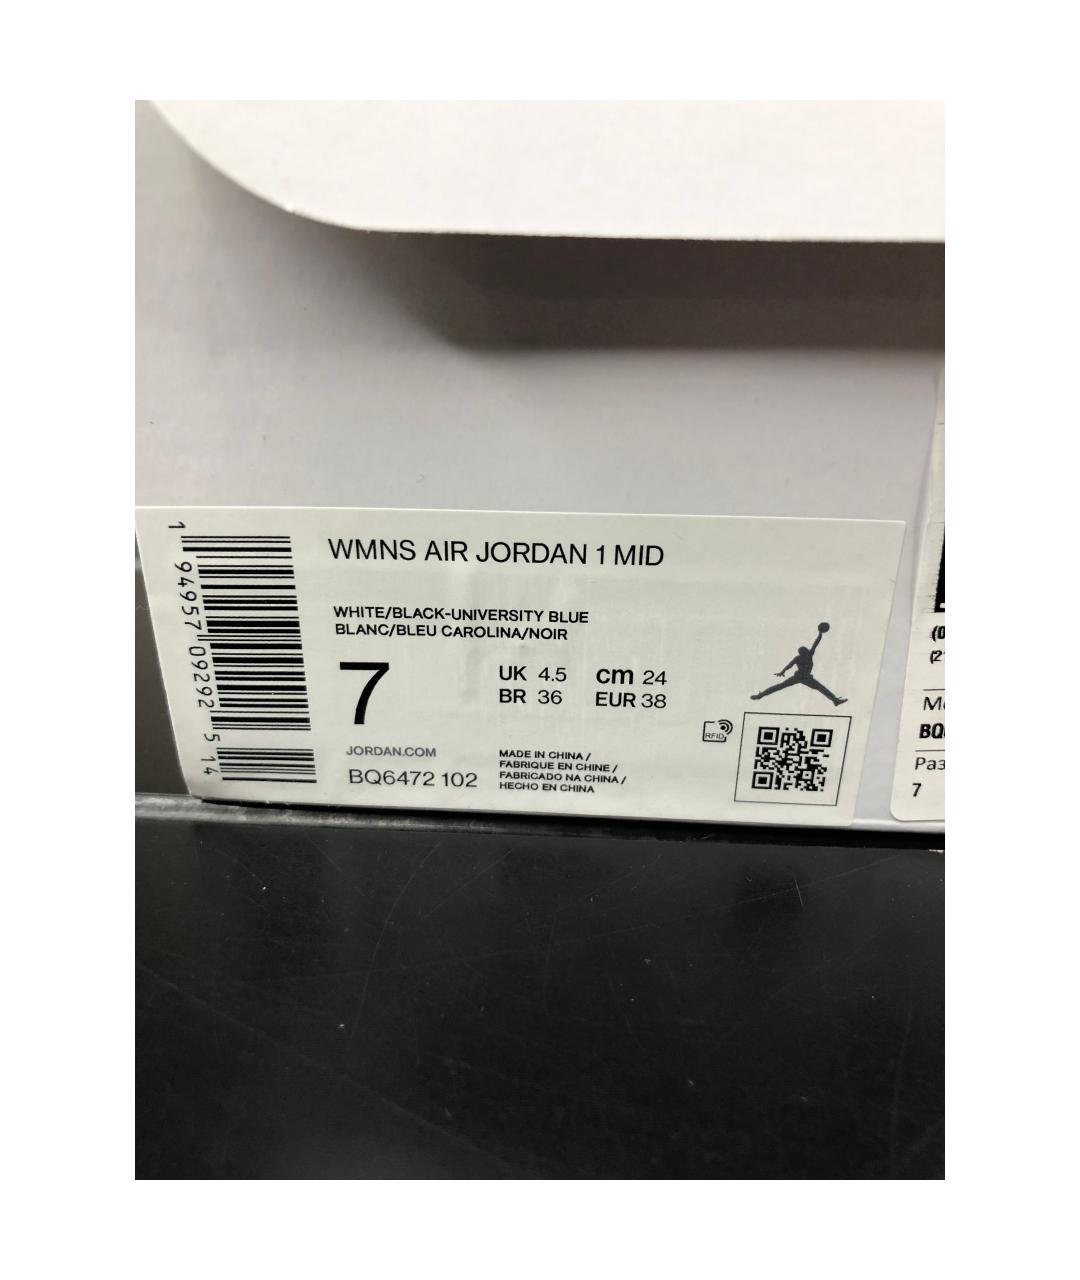 WMNS AIR JORDAN 1 MID
WHITE/BLACK-UNIVERSITY BLUE
BLANC/BLEU CAROLINA/NOIR
7
UK 4.5 cm 24
BR 36 EUR 38
JORDAN.COM
BQ6472 102
MADE IN CHINA /
FABRIQUE EN CHINE /
FABRICADO NA CHINA /
HECHO EN CHINA
RFID
1 94957 09292 5 14
7